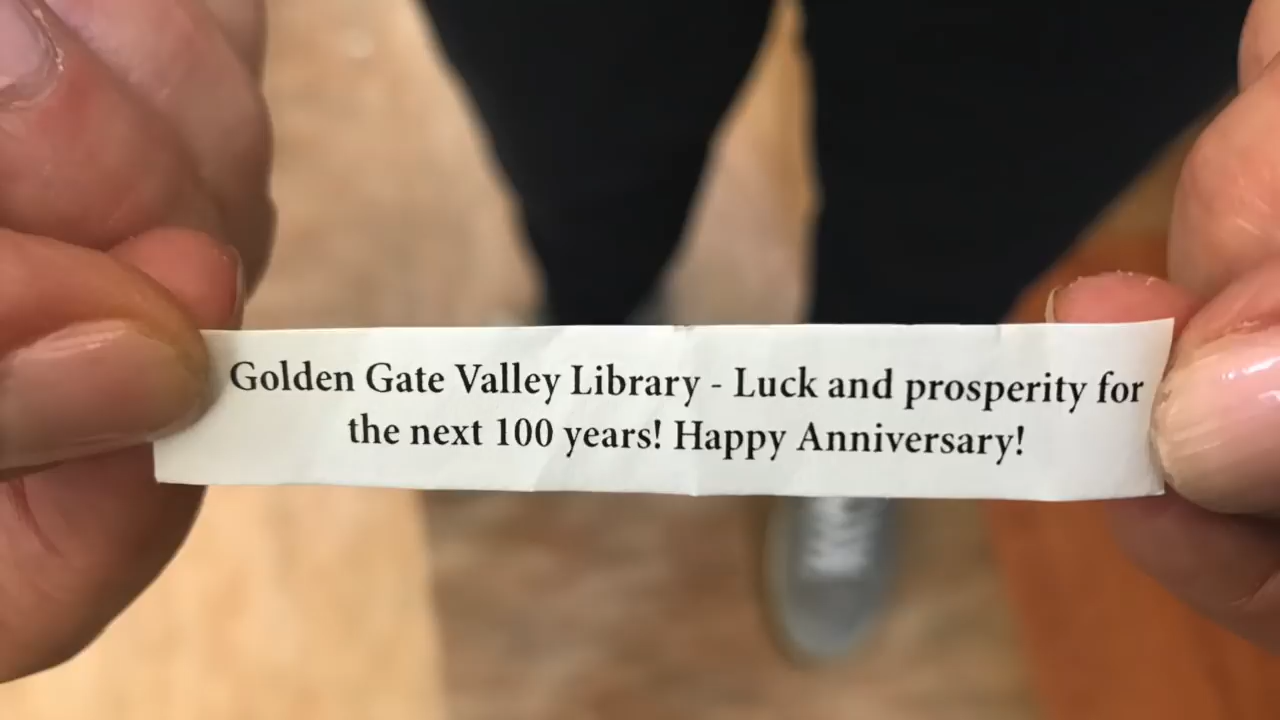 Golden Gate Valley Library - Luck and prosperity for
the next 100 years! Happy Anniversary!